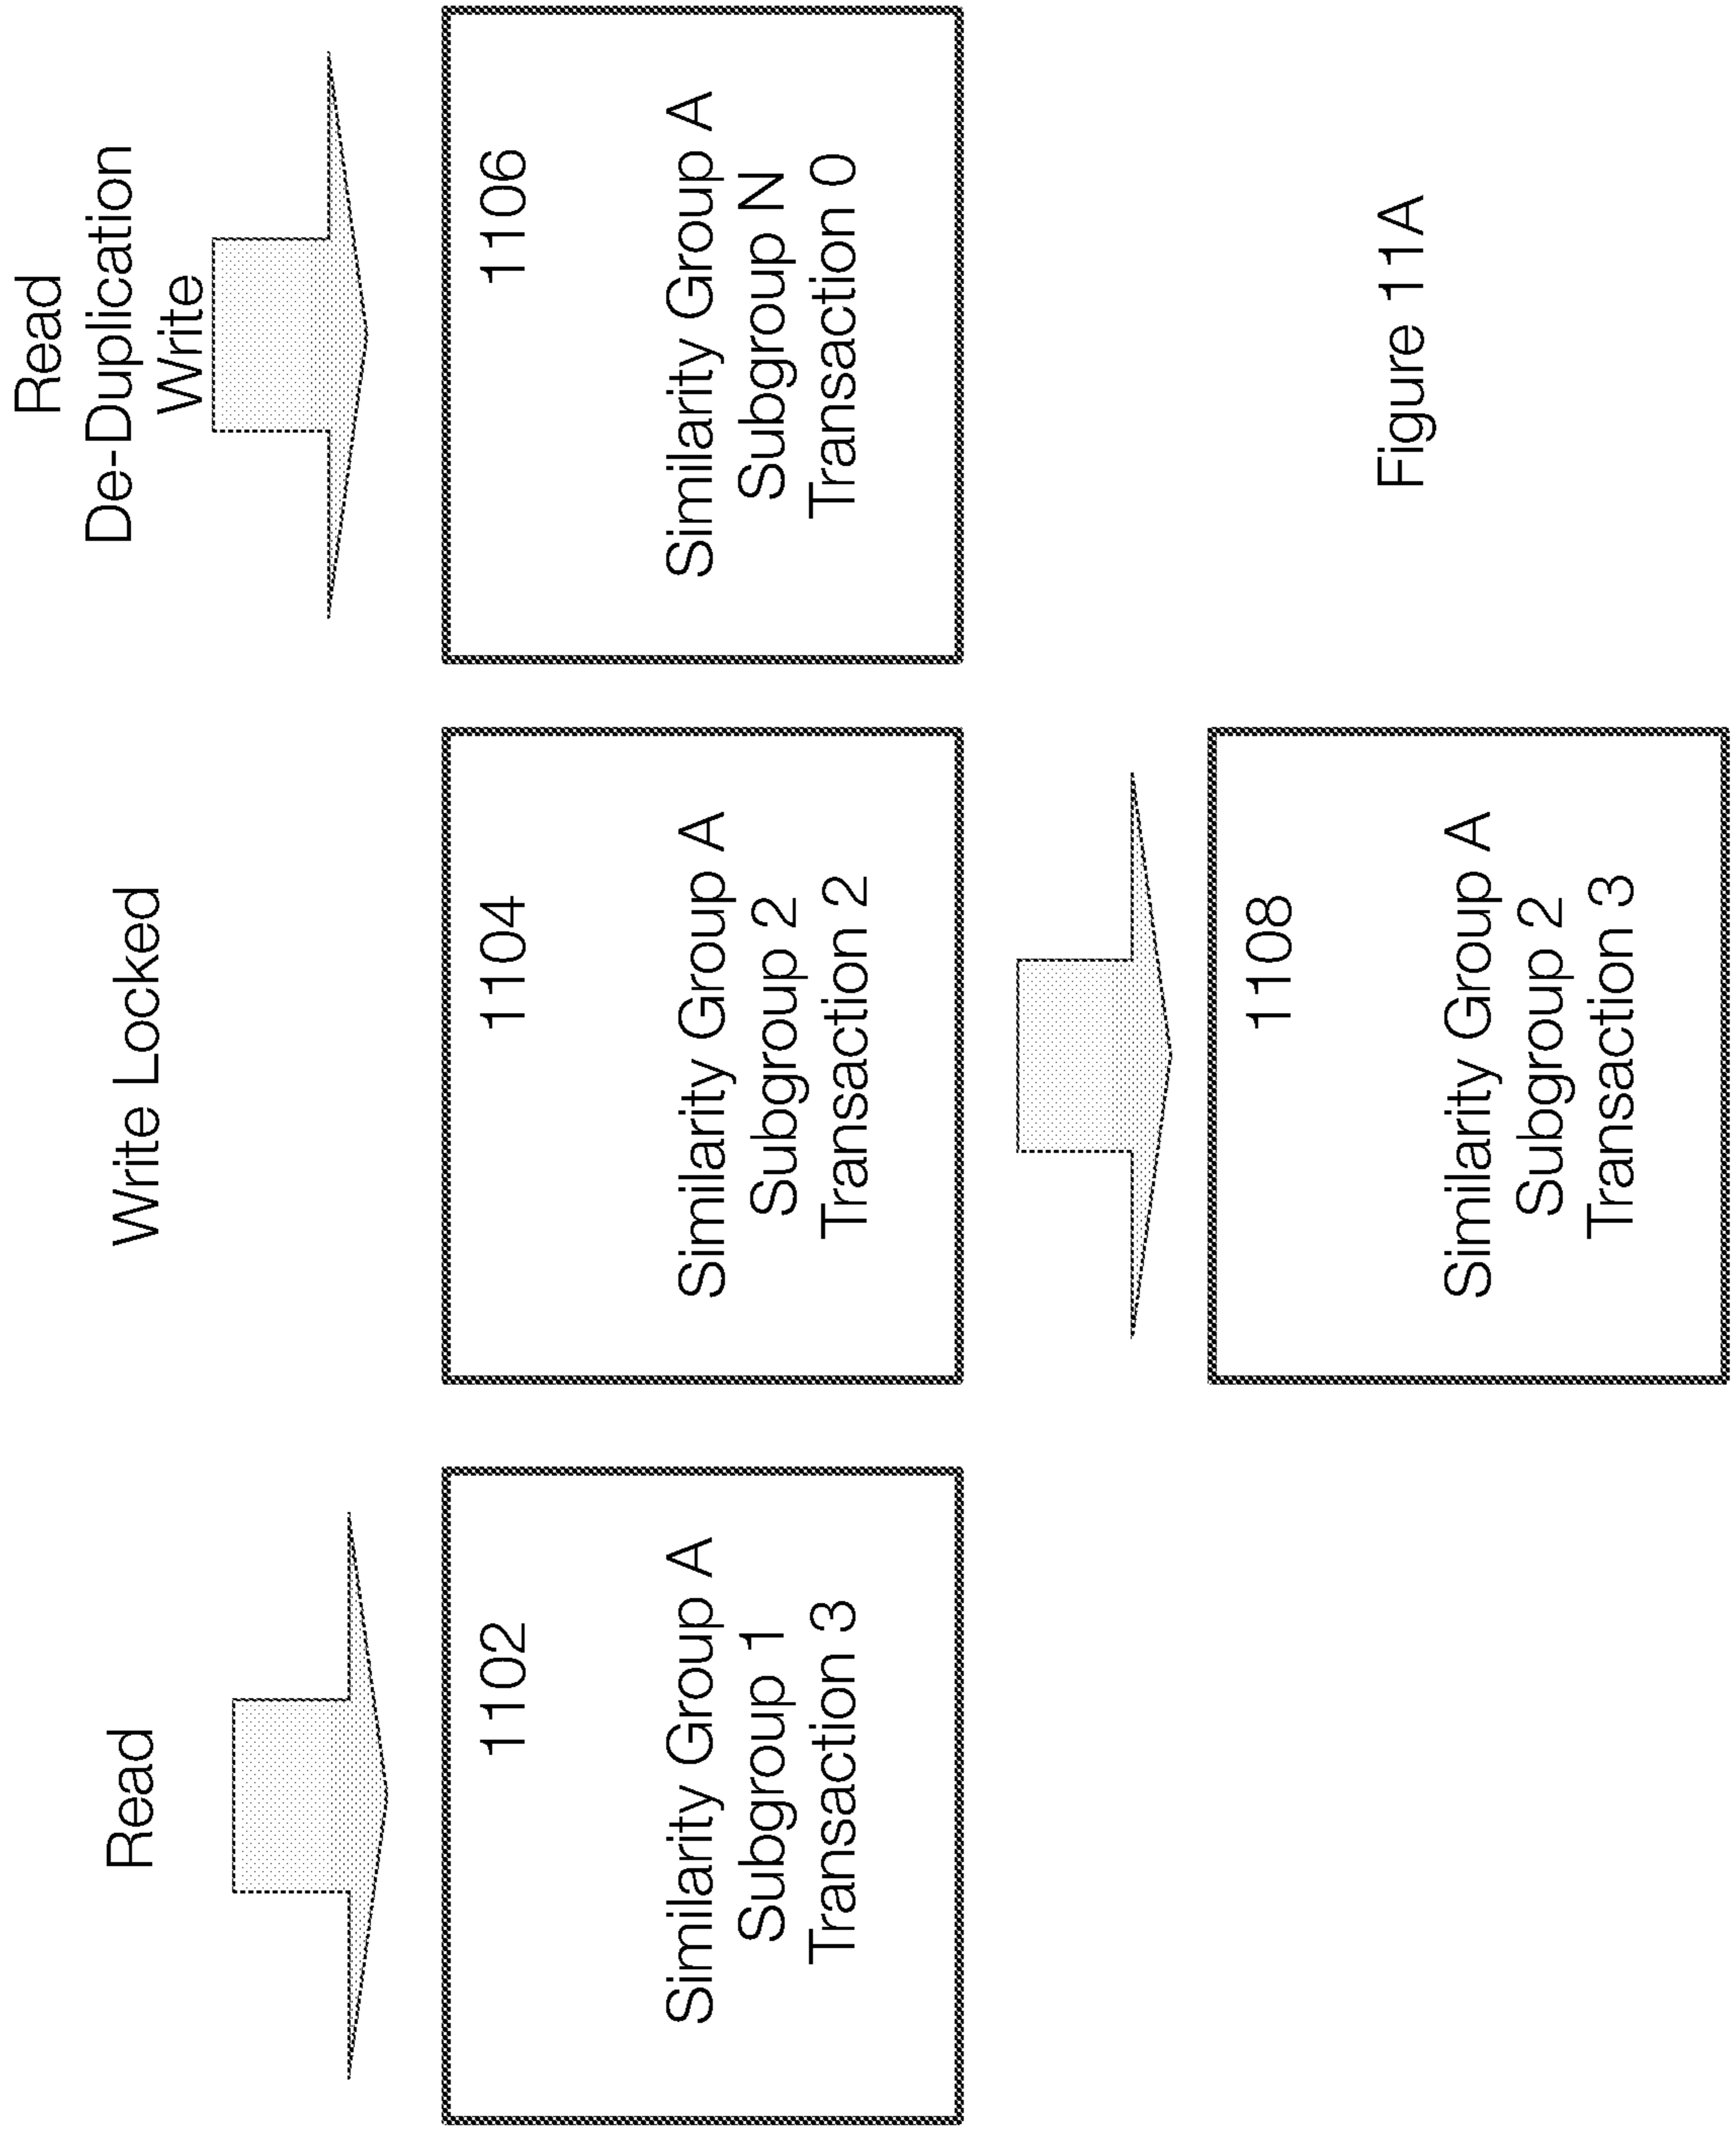 Read
Write Locked
Read
De-Duplication
Write
1102
Similarity Group A
Subgroup 1
Transaction 3
1104
Similarity Group A
Subgroup 2
Transaction 2
1106
Similarity Group A
Subgroup N
Transaction 0
1108
Similarity Group A
Subgroup 2
Transaction 3
Figure 11A